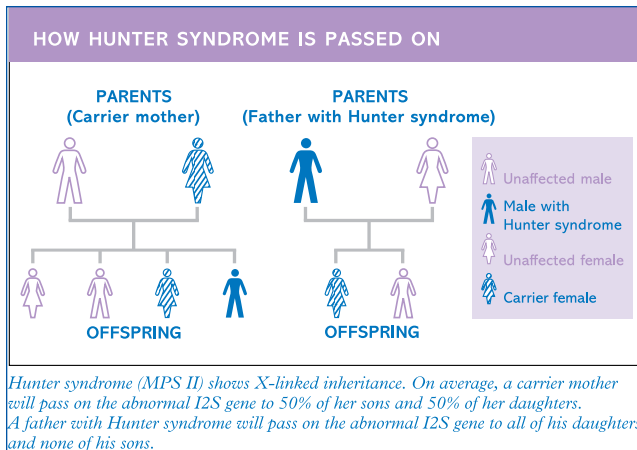 HOW HUNTER SYNDROME IS PASSED ON
PARENTS
(Carrier mother)
PARENTS
(Father with Hunter syndrome)
Unaffected male
Male with
Hunter syndrome
Unaffected female
Carrier female
OFFSPRING
OFFSPRING
Hunter syndrome (MPS II) shows X-linked inheritance. On average, a carrier mother
will pass on the abnormal I2S gene to 50% of her sons and 50% of her daughters.
A father with Hunter syndrome will pass on the abnormal I2S gene to all of his daughters
and none of his sons.